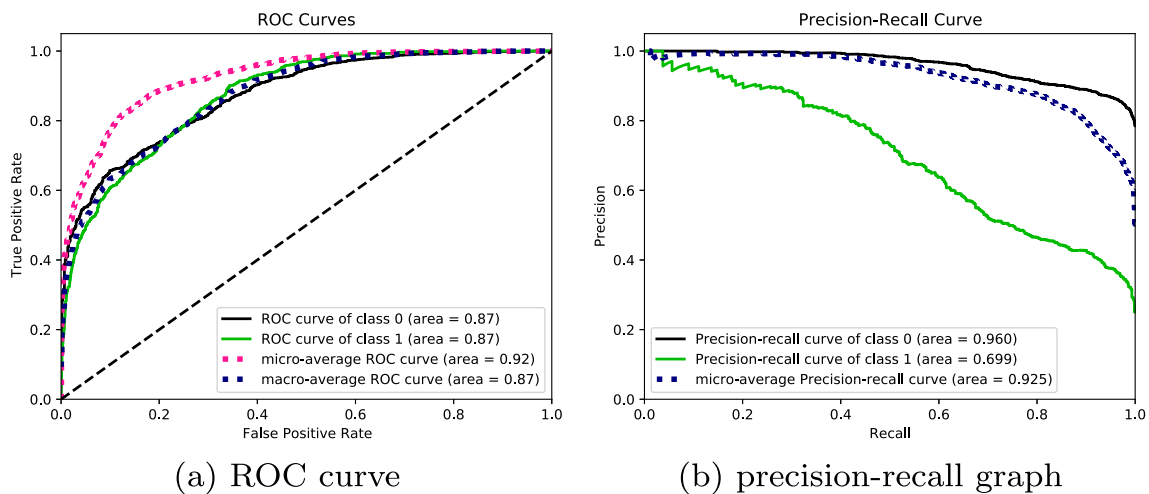 ROC Curves
1.0
0.8
0.6
0.4
0.2
0.0
True Positive Rate
0.0 0.2 0.4 0.6 0.8 1.0
False Positive Rate
ROC curve of class 0 (area = 0.87)
ROC curve of class 1 (area = 0.87)
micro-average ROC curve (area = 0.92)
macro-average ROC curve (area = 0.87)
(a) ROC curve
Precision-Recall Curve
1.0
0.8
0.6
0.4
0.2
0.0
Precision
0.0 0.2 0.4 0.6 0.8 1.0
Recall
Precision-recall curve of class 0 (area = 0.960)
Precision-recall curve of class 1 (area = 0.699)
micro-average Precision-recall curve (area = 0.925)
(b) precision-recall graph